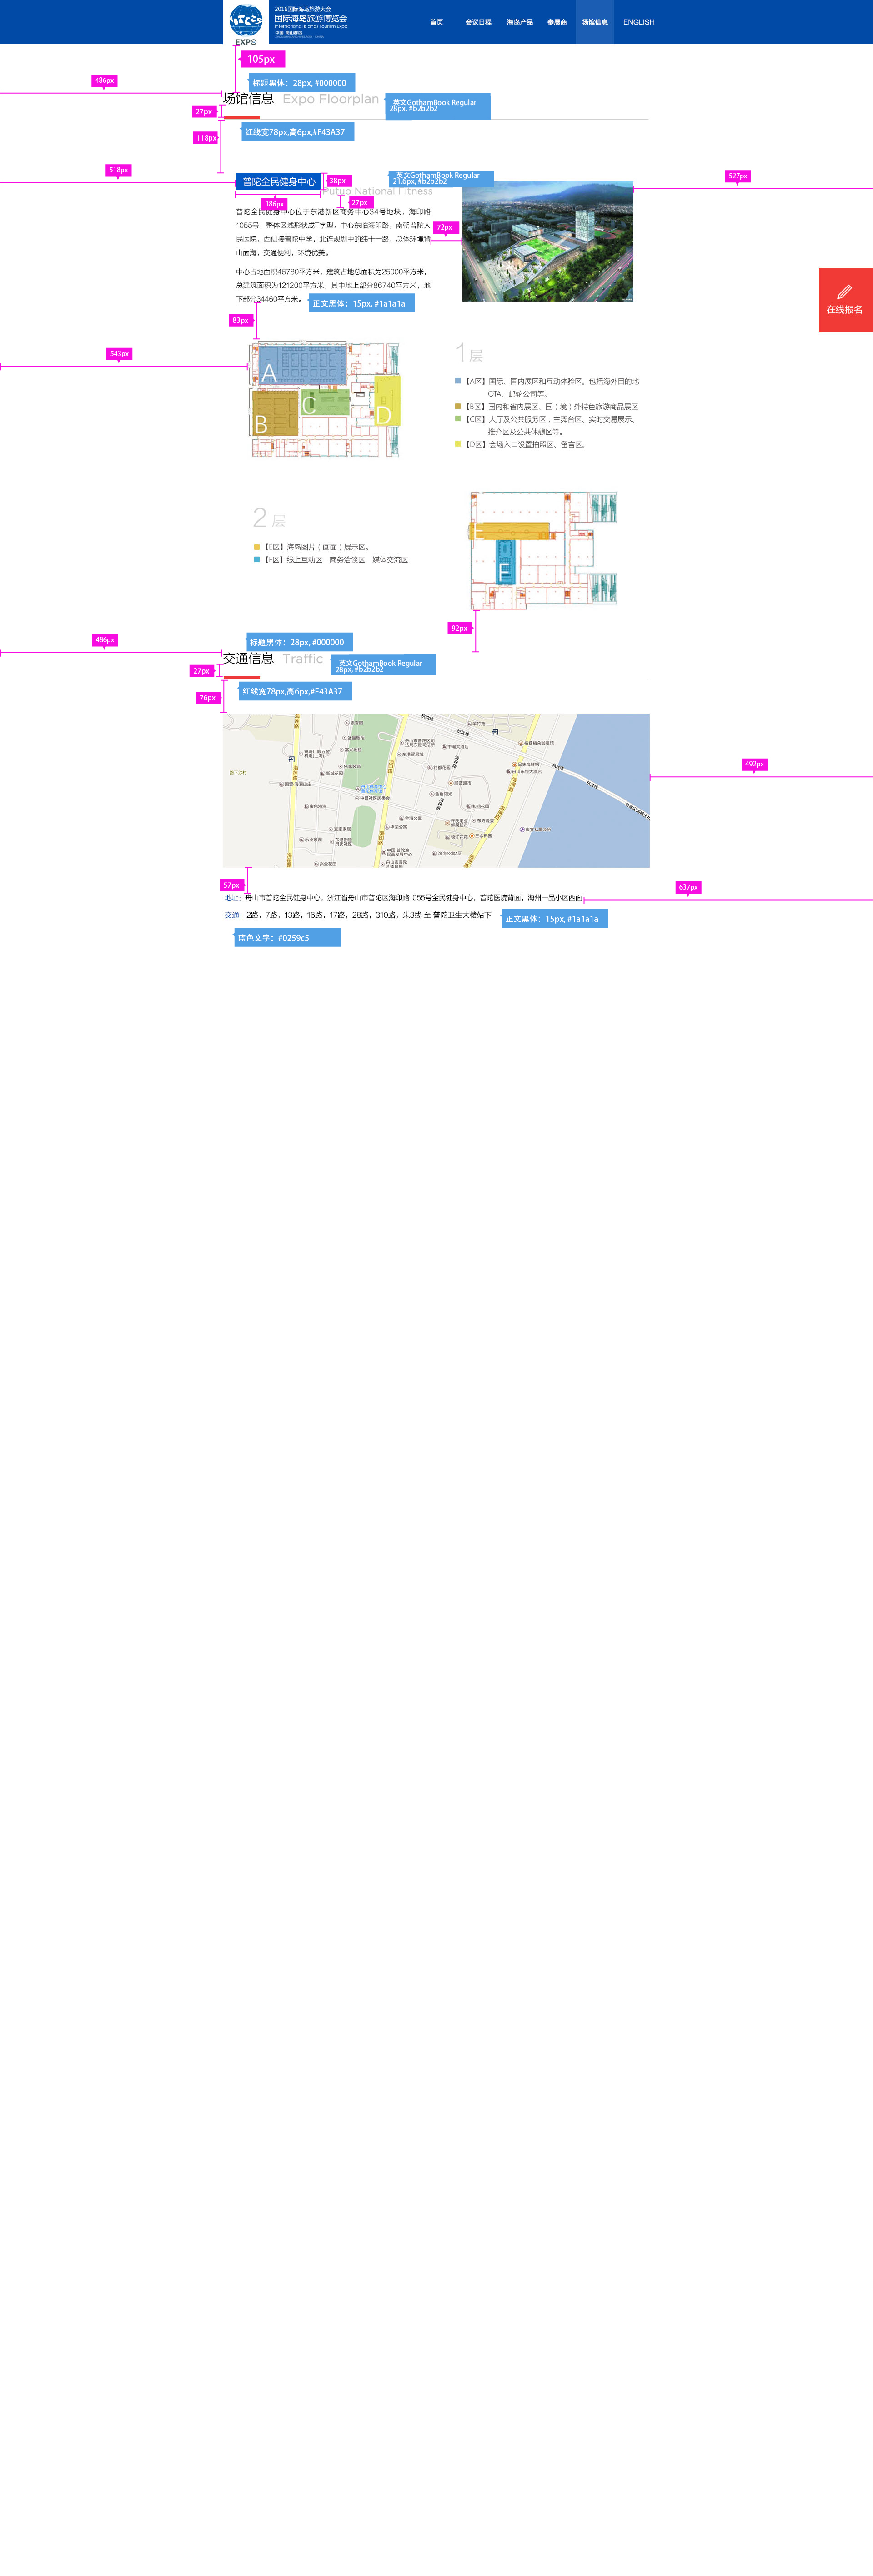 2016国际海岛旅游大会
国际海岛旅游博览会
International Islands Tourism Expo
中国·舟山群岛
EXPO
首页
会议日程
海岛产品
参展商
场馆信息
ENGLISH
105px
486px
标题黑体：28px, #000000
场馆信息 Expo Floorplan
英文GothamBook Regular
28px, #b2b2b2
27px
红线宽78px,高6px,#F43A37
118px
518px
普陀全民健身中心
38px
英文GothamBook Regular
21.6px, #b2b2b2
527px
Putuo National Fitness
186px
27px
昔陀全民健身中心位于东港新区商务中心34号地块，海印路
1055号，整体区域形状成T字型。中心东临海印路，南朝普陀人
民医院，西侧腰普陀中学，北连规划中的纬十一路，总体环境背
山面海，交通便利，环境优美。
72px
中心占地面积46780平方米，建筑占地总面积为25000平方米，
总建筑面积为121200平方米，其中地上部分86740平方米，地
下部分34460平方米。
正文黑体：15px, #1a1a1a
在线报名
83px
543px
A
B
C
D
1层
【A区】国际、国内展区和互动体验区。包括海外目的地
OTA、邮轮公司等。
【B区】国内和省内展区、国（境）外特色旅游商品展区
【C区】大厅及公共服务区，主舞台区、实时交易展示、
推介区及公共休憩区等。
【D区】会场入口设置拍照区、留言区。
2层
【E区】海岛图片（画面）展示区。
【F区】线上互动区 商务洽谈区 媒体交流区
E
92px
486px
标题黑体：28px, #000000
交通信息 Traffic
英文GothamBook Regular
28px, #b2b2b2
27px
红线宽78px,高6px,#F43A37
76px
492px
57px
637px
地址：舟山市普陀全民健身中心，浙江省舟山市普陀区海印路1055号全民健身中心，普陀医院背面，海州一品小区西面
交通：2路，7路，13路，16路，17路，28路，310路，朱3线 至 普陀卫生大楼站下
正文黑体：15px, #1a1a1a
蓝色文字：#0259c5